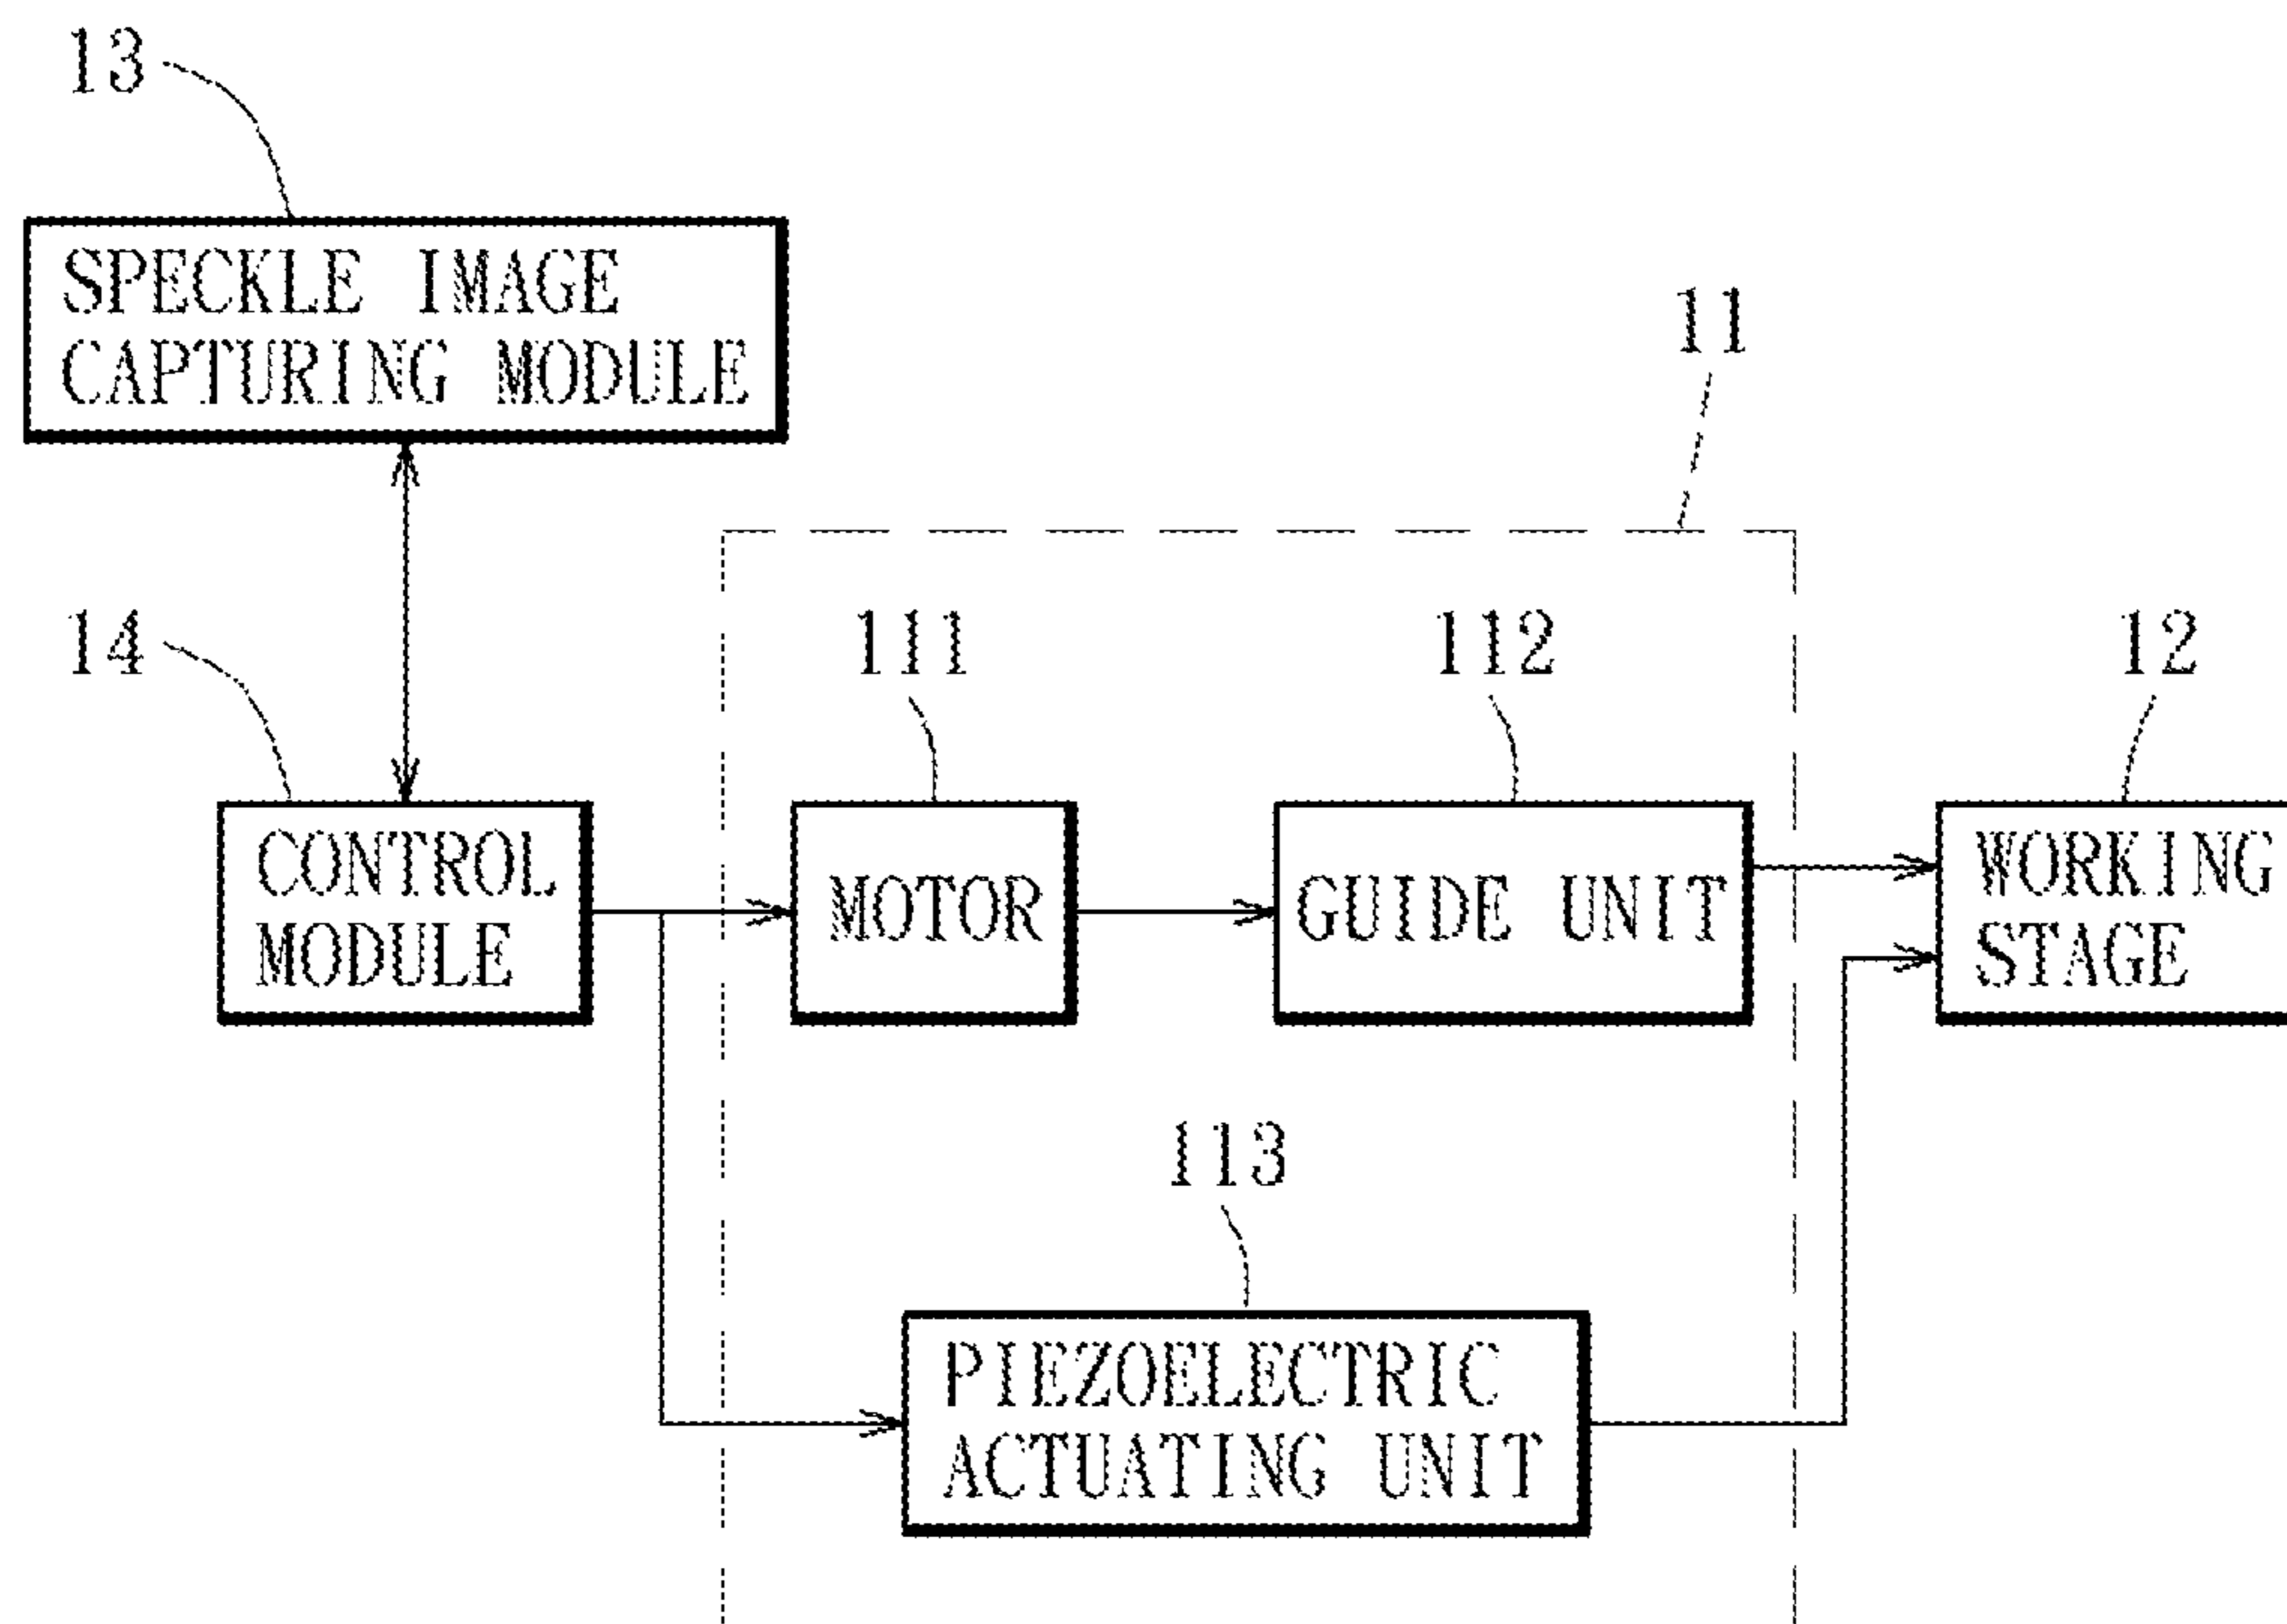 13
SPECKLE IMAGE
CAPTURING MODULE
11
14
111
112
12
CONTROL
MODULE
MOTOR
GUIDE UNIT
WORKING
STAGE
113
PIEZOELECTRIC
ACTUATING UNIT